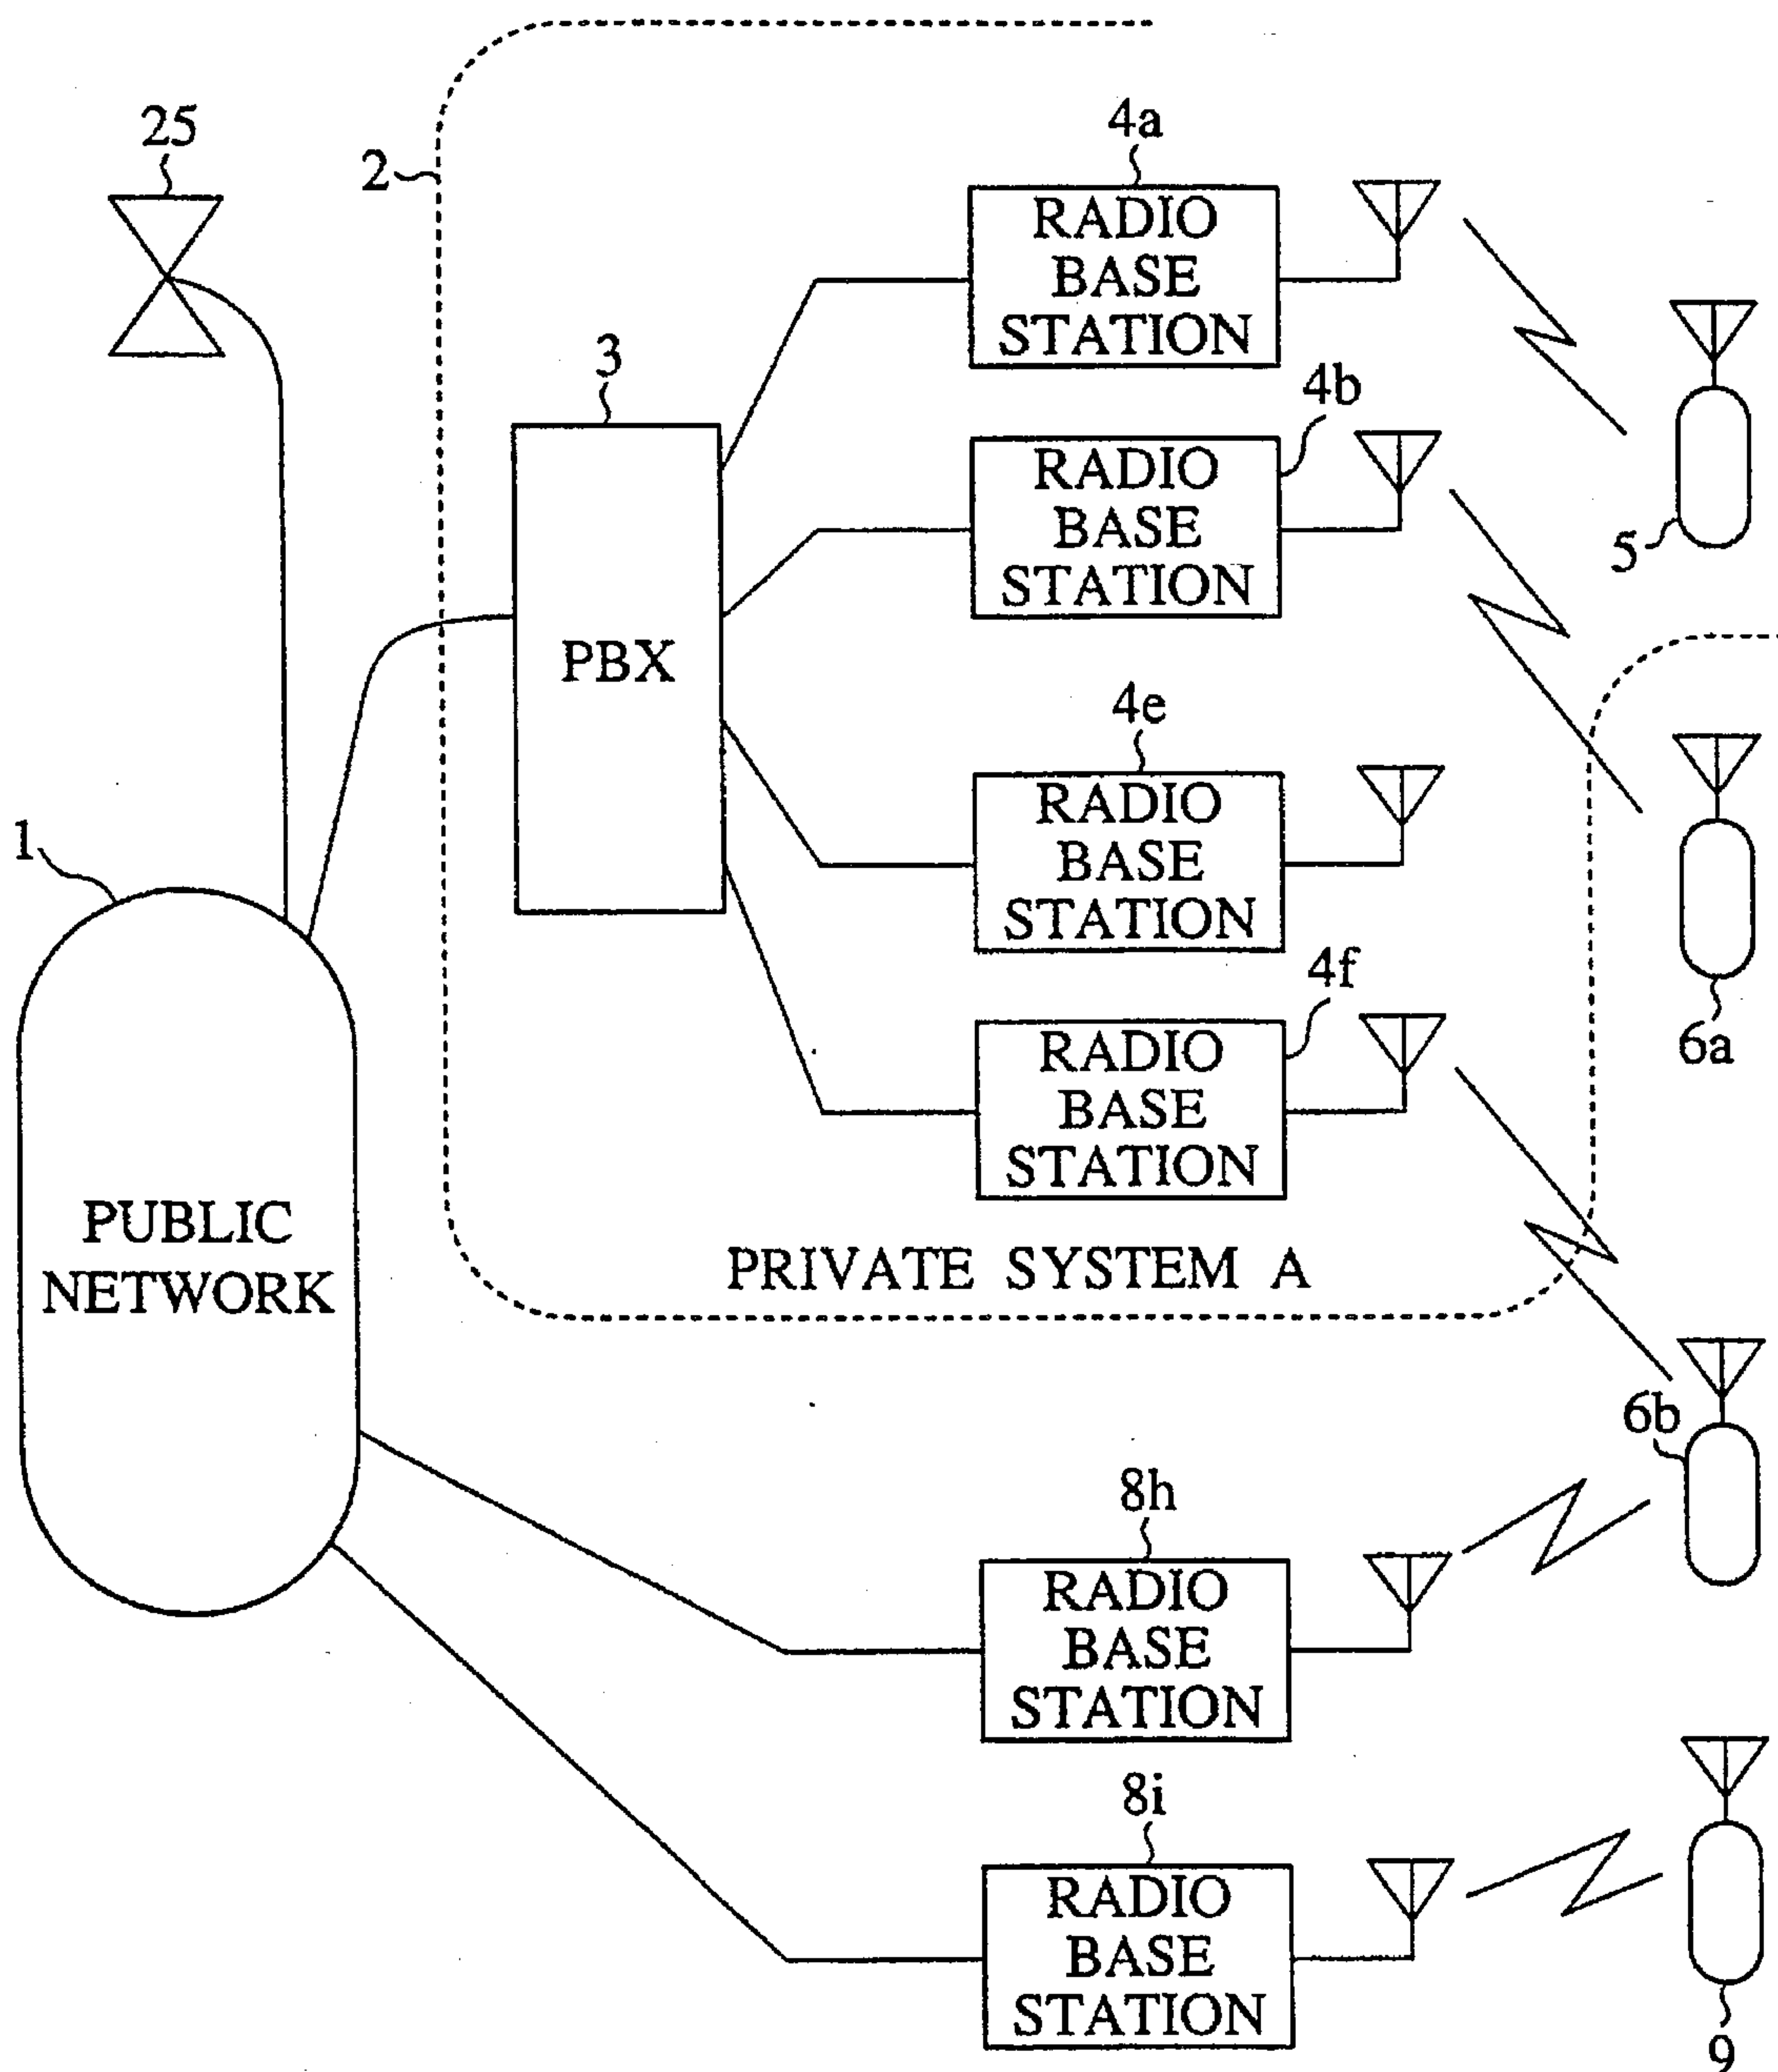 25
2
4a
RADIO
BASE
STATION
3
4b
RADIO
BASE
STATION
5
PBX
4e
RADIO
BASE
STATION
1
6a
4f
RADIO
BASE
STATION
PUBLIC
NETWORK
PRIVATE SYSTEM A
6b
8h
RADIO
BASE
STATION
8i
RADIO
BASE
STATION
9